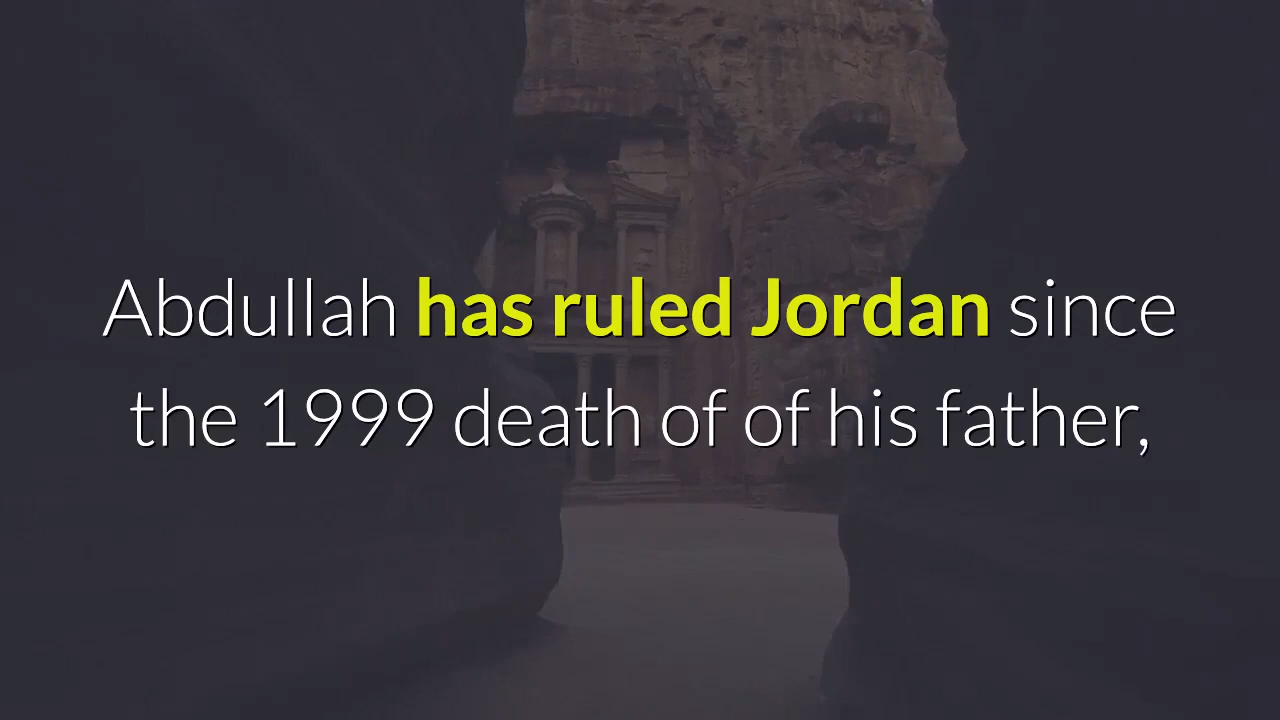 Abdullah has ruled Jordan since
the 1999 death of of his father,